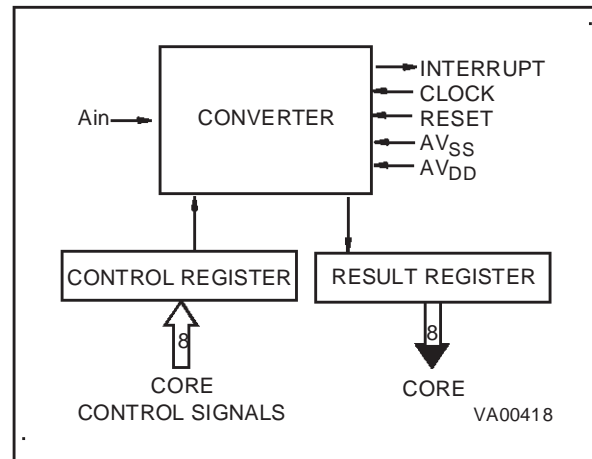 INTERRUPT
CLOCK
Ain
CONVERTER
RESET
AVSS
AVDD
CONTROL REGISTER
RESULT REGISTER
8
8
CORE
CONTROL SIGNALS
CORE
VA00418